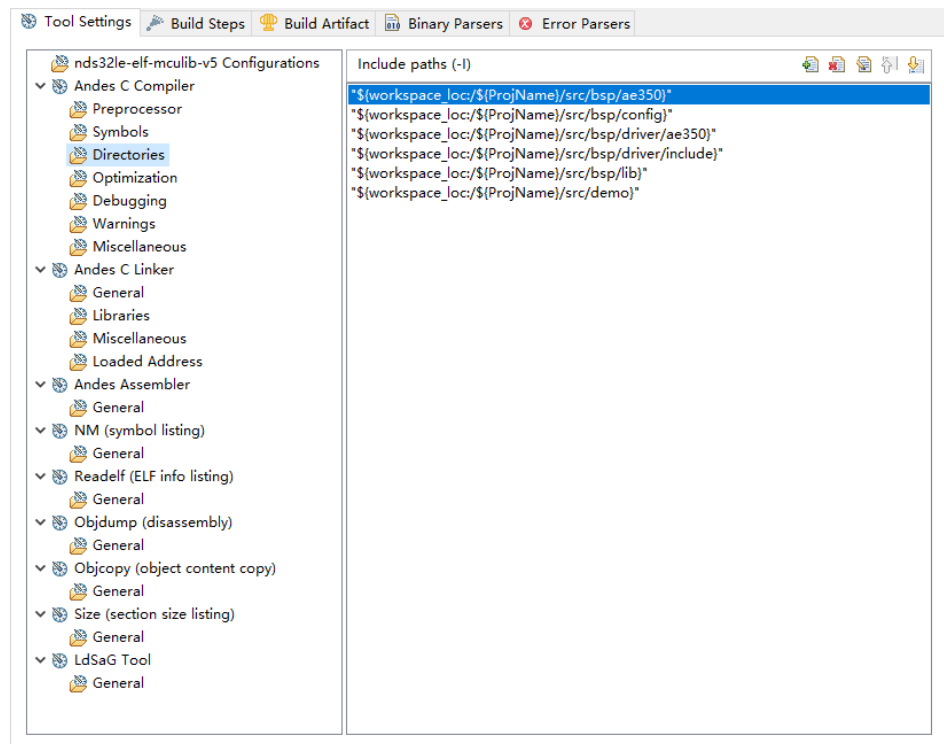 Tool Settings Build Steps Build Artifact Binary Parsers Error Parsers
nds32le-elf-mculib-v5 Configurations
Andes C Compiler
Preprocessor
Symbols
Directories
Optimization
Debugging
Warnings
Miscellaneous
Andes C Linker
General
Libraries
Miscellaneous
Loaded Address
Andes Assembler
General
NM (symbol listing)
General
Readelf (ELF info listing)
General
Objdump (disassembly)
General
Objcopy (object content copy)
General
Size (section size listing)
General
LdSaG Tool
General
Include paths (-I)
"${workspace_loc:/${ProjName}/src/bsp/ae350}"
"${workspace_loc:/${ProjName}/src/bsp/config}"
"${workspace_loc:/${ProjName}/src/bsp/driver/ae350}"
"${workspace_loc:/${ProjName}/src/bsp/driver/include}"
"${workspace_loc:/${ProjName}/src/bsp/lib}"
"${workspace_loc:/${ProjName}/src/demo}"